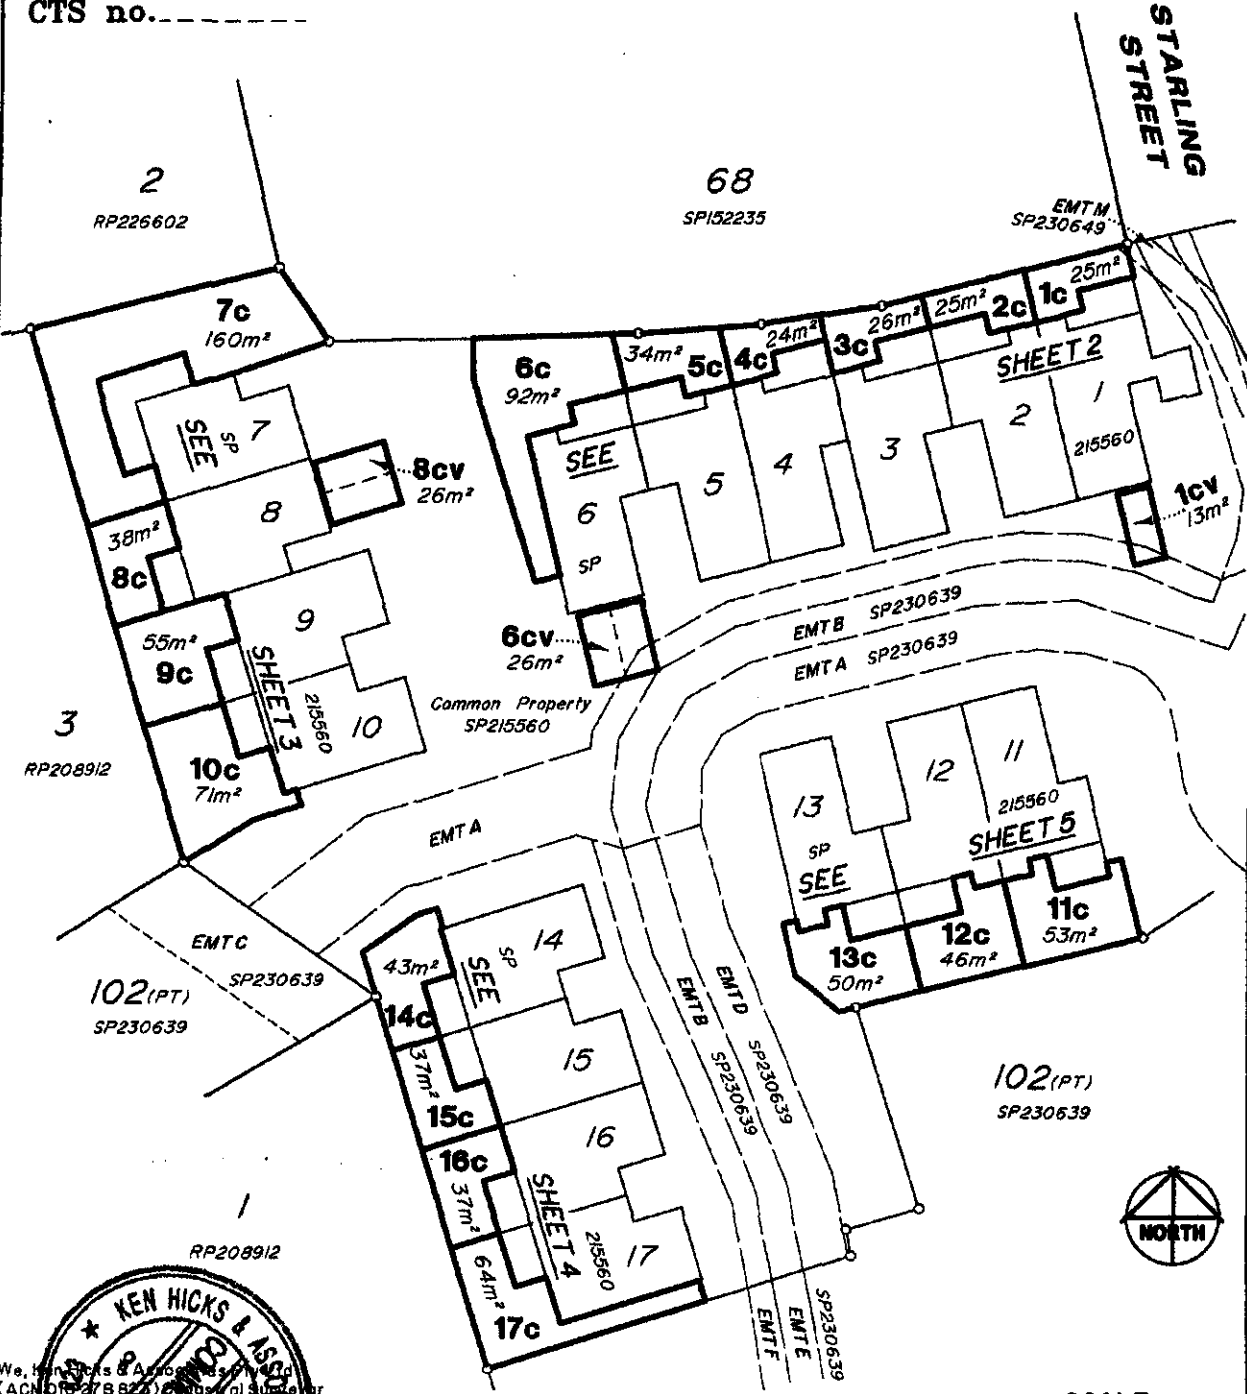 CTS no.
STARLING
STREET
2
RP226602
68
SP152235
EMT M
SP230649
7c
160m²
25m²
1c
25m²
2c
26m²
3c
24m²
4c
34m²
5c
6c
92m²
SHEET 2
SEE
SP
7
SEE
8cv
26m²
1
2
3
4
5
6
SP
215560
1cv
13m²
8
38m²
8c
9
55m²
9c
6cv
26m²
EMT B SP230639
EMT A SP230639
SHEET 3
215560
10
Common Property
SP215560
3
RP208912
10c
71m²
11
12
13
215560
SHEET 5
SP
SEE
EMT A
11c
53m²
12c
46m²
13c
50m²
EMT C
SP230639
102(PT)
SP230639
43m²
14c
SP
SEE
14
EMT B
SP230639
EMT D
SP230639
37m²
15c
15
102(PT)
SP230639
16c
37m²
16
SHEET 4
215560
17
1
RP208912
64m²
17c
NORTH
EMT F
EMT E
SP230639
KEN HICKS & ASSO
We, Ken Hicks &